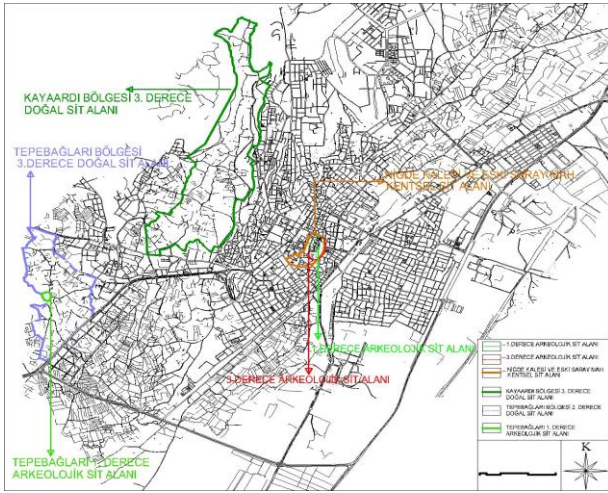 KAYAARDI BÖLGESİ 3. DERECE
DOĞAL SİT ALANI
TEPEBAĞLARI BÖLGESİ
3.DERECE DOĞAL SİT ALANI
NİĞDE KALESİ VE ESKİ SARAY MAH.
KENTSEL SİT ALANI
1.DERECE ARKEOLOJİK SİT ALANI
3.DERECE ARKEOLOJİK SİT ALANI
TEPEBAĞLARI 1. DERECE
ARKEOLOJİK SİT ALANI
1.DERECE ARKEOLOJİK SİT ALANI
3.DERECE ARKEOLOJİK SİT ALANI
NİĞDE KALESİ VE ESKİ SARAY MAH.
KENTSEL SİT ALANI
KAYAARDI BÖLGESİ 3. DERECE
DOĞAL SİT ALANI
TEPEBAĞLARI BÖLGESİ 3. DERECE
DOĞAL SİT ALANI
TEPEBAĞLARI 1. DERECE
ARKEOLOJİK SİT ALANI
K